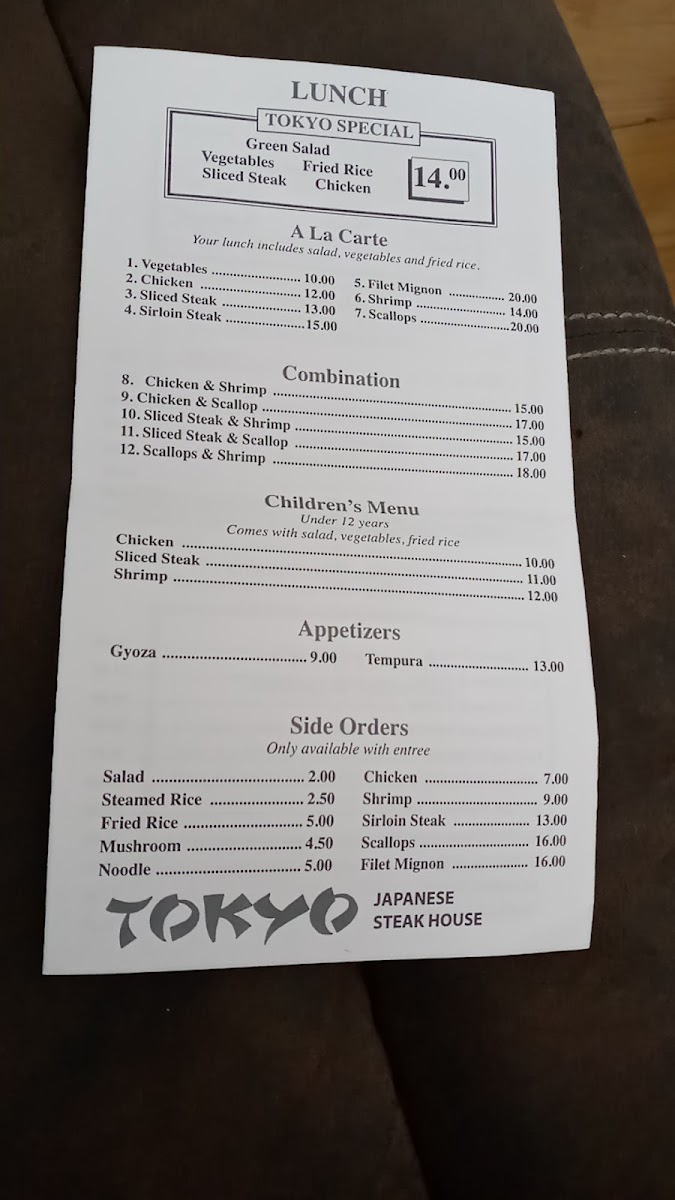 LUNCH
TOKYO SPECIAL
Green Salad
Vegetables Fried Rice
Sliced Steak Chicken
14.00
A La Carte
Your lunch includes salad, vegetables and fried rice.
1. Vegetables ........................ 10.00
2. Chicken ........................... 12.00
3. Sliced Steak ..................... 13.00
4. Sirloin Steak .....................15.00
5. Filet Mignon ............... 20.00
6. Shrimp ........................ 14.00
7. Scallops ........................20.00
Combination
8. Chicken & Shrimp ................................................................ 15.00
9. Chicken & Scallop ................................................................... 17.00
10. Sliced Steak & Shrimp ........................................................... 15.00
11. Sliced Steak & Scallop ........................................................... 17.00
12. Scallops & Shrimp ................................................................. 18.00
Children's Menu
Under 12 years
Comes with salad, vegetables, fried rice
Chicken ............................................................................................ 10.00
Sliced Steak ...................................................................................... 11.00
Shrimp ............................................................................................... 12.00
Appetizers
Gyoza ....................................... 9.00 Tempura ........................... 13.00
Side Orders
Only available with entree
Salad ......................................... 2.00 Chicken .............................. 7.00
Steamed Rice ......................... 2.50 Shrimp ................................. 9.00
Fried Rice ................................ 5.00 Sirloin Steak ..................... 13.00
Mushroom ............................... 4.50 Scallops .............................. 16.00
Noodle ....................................... 5.00 Filet Mignon .................... 16.00
TOKYO JAPANESE
STEAK HOUSE